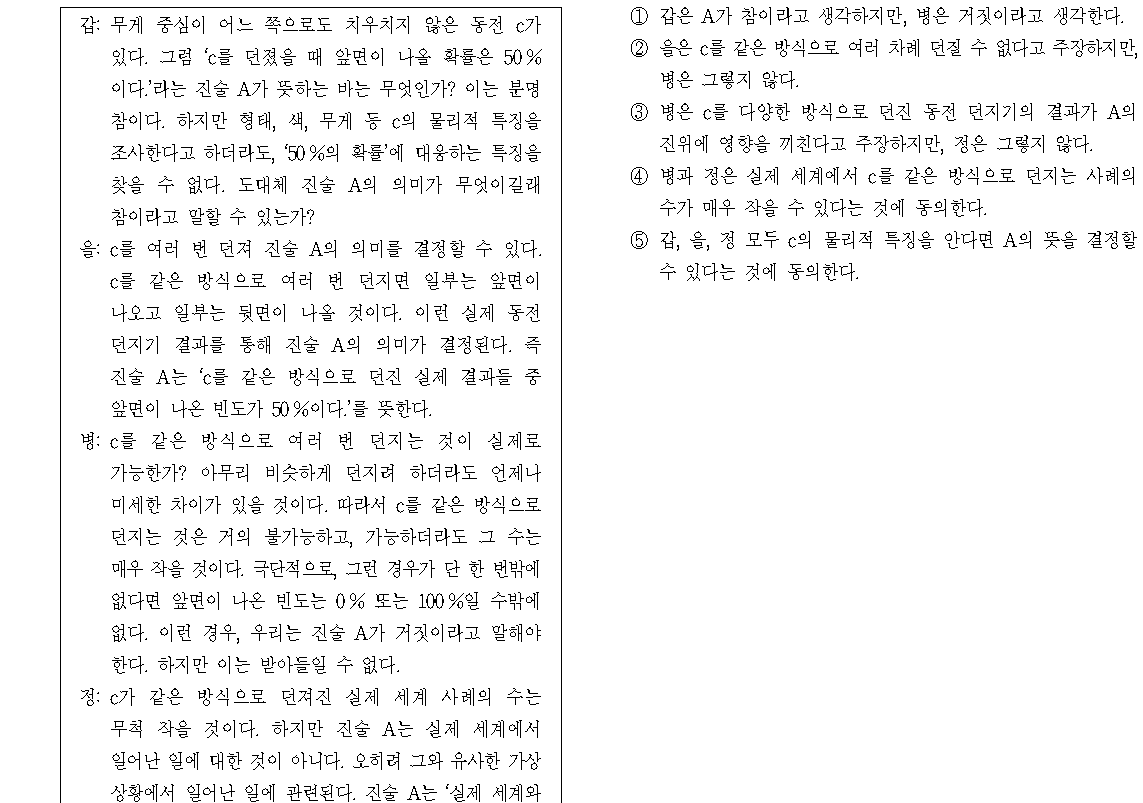 갑: 무게 중심이 어느 쪽으로도 치우치지 않은 동전 c가
있다. 그럼 ‘c를 던졌을 때 앞면이 나올 확률은 50%
이다.’라는 진술 A가 뜻하는 바는 무엇인가? 이는 분명
참이다. 하지만 형태, 색, 무게 등 c의 물리적 특징을
조사한다고 하더라도, ‘50%의 확률’에 대응하는 특징을
찾을 수 없다. 도대체 진술 A의 의미가 무엇이길래
참이라고 말할 수 있는가?
을: c를 여러 번 던져 진술 A의 의미를 결정할 수 있다.
c를 같은 방식으로 여러 번 던지면 일부는 앞면이
나오고 일부는 뒷면이 나올 것이다. 이런 실제 동전
던지기 결과를 통해 진술 A의 의미가 결정된다. 즉
진술 A는 ‘c를 같은 방식으로 던진 실제 결과들 중
앞면이 나온 빈도가 50%이다.’를 뜻한다.
병: c를 같은 방식으로 여러 번 던지는 것이 실제로
가능한가? 아무리 비슷하게 던지려 하더라도 언제나
미세한 차이가 있을 것이다. 따라서 c를 같은 방식으로
던지는 것은 거의 불가능하고, 가능하더라도 그 수는
매우 작을 것이다. 극단적으로, 그런 경우가 단 한 번밖에
없다면 앞면이 나온 빈도는 0% 또는 100%일 수밖에
없다. 이런 경우, 우리는 진술 A가 거짓이라고 말해야
한다. 하지만 이는 받아들일 수 없다.
정: c가 같은 방식으로 던져진 실제 세계 사례의 수는
무척 작을 것이다. 하지만 진술 A는 실제 세계에서
일어난 일에 대한 것이 아니다. 오히려 그와 유사한 가상
상황에서 일어난 일에 관련된다. 진술 A는 ‘실제 세계와
① 갑은 A가 참이라고 생각하지만, 병은 거짓이라고 생각한다.
② 을은 c를 같은 방식으로 여러 차례 던질 수 없다고 주장하지만,
병은 그렇지 않다.
③ 병은 c를 다양한 방식으로 던진 동전 던지기의 결과가 A의
진위에 영향을 끼친다고 주장하지만, 정은 그렇지 않다.
④ 병과 정은 실제 세계에서 c를 같은 방식으로 던지는 사례의
수가 매우 작을 수 있다는 것에 동의한다.
⑤ 갑, 을, 정 모두 c의 물리적 특징을 안다면 A의 뜻을 결정할
수 있다는 것에 동의한다.